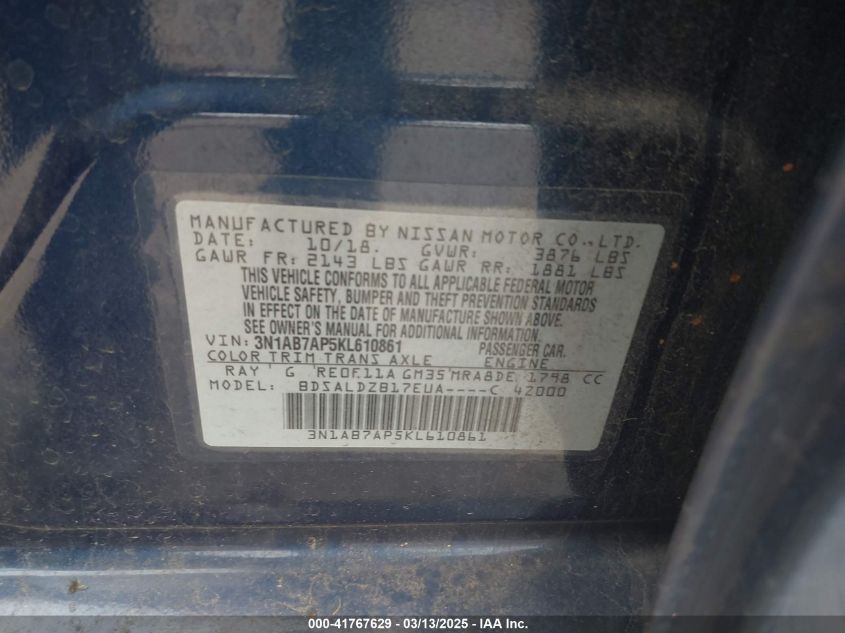 MANUFACTURED BY NISSAN MOTOR CO.,LTD.
DATE: 10/18. GVWR: 3876 LBS
GAWR FR: 2143 LBS GAWR RR: 1881 LBS
THIS VEHICLE CONFORMS TO ALL APPLICABLE FEDERAL MOTOR
VEHICLE SAFETY, BUMPER AND THEFT PREVENTION STANDARDS
IN EFFECT ON THE DATE OF MANUFACTURE SHOWN ABOVE.
SEE OWNER'S MANUAL FOR ADDITIONAL INFORMATION.
VIN: 3N1AB7AP5KL610861 PASSENGER CAR.
COLOR TRIM TRANS AXLE ENGINE
RAY G RE0F11A GM35 MRA8DE 1798 CC
MODEL: BDSALDZB17EUA----C 42000
3N1AB7AP5KL610861
000-41767629 - 03/13/2025 - IAA Inc.